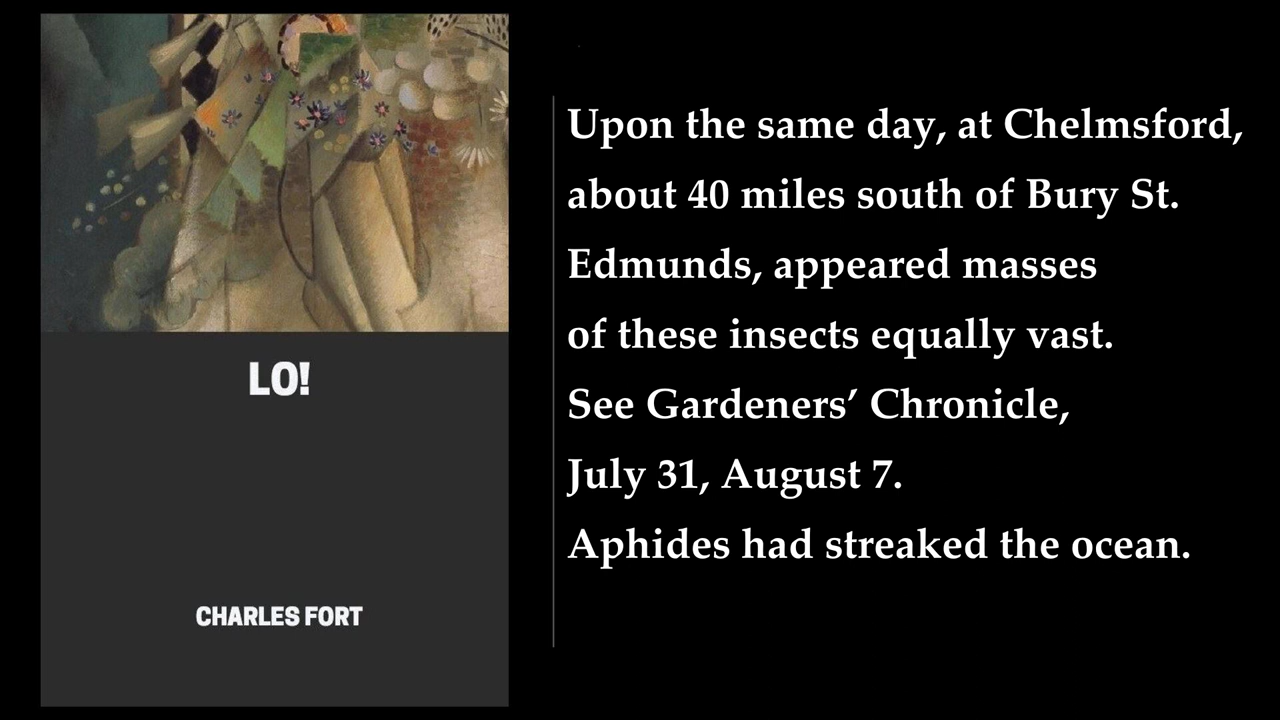 LO!
CHARLES FORT
Upon the same day, at Chelmsford,
about 40 miles south of Bury St.
Edmunds, appeared masses
of these insects equally vast.
See Gardeners’ Chronicle,
July 31, August 7.
Aphides had streaked the ocean.